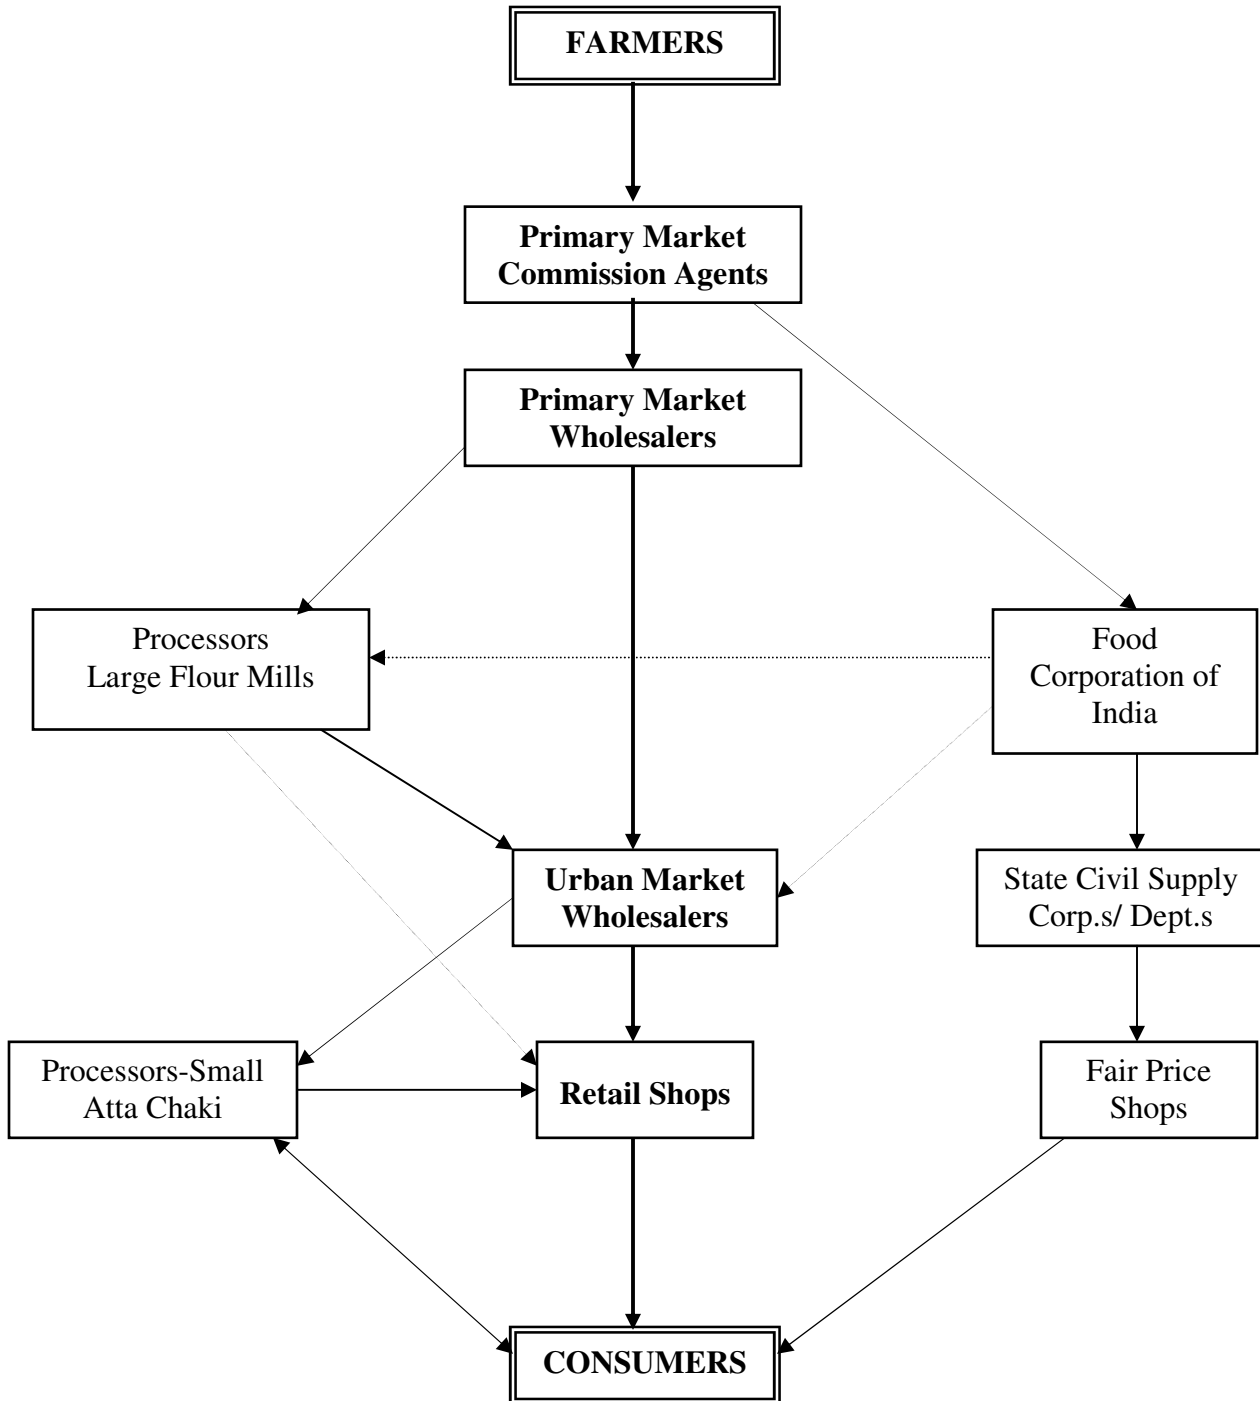 FARMERS
Primary Market
Commission Agents
Primary Market
Wholesalers
Processors
Large Flour Mills
Food
Corporation of
India
Urban Market
Wholesalers
State Civil Supply
Corp.s/ Dept.s
Processors-Small
Atta Chaki
Retail Shops
Fair Price
Shops
CONSUMERS